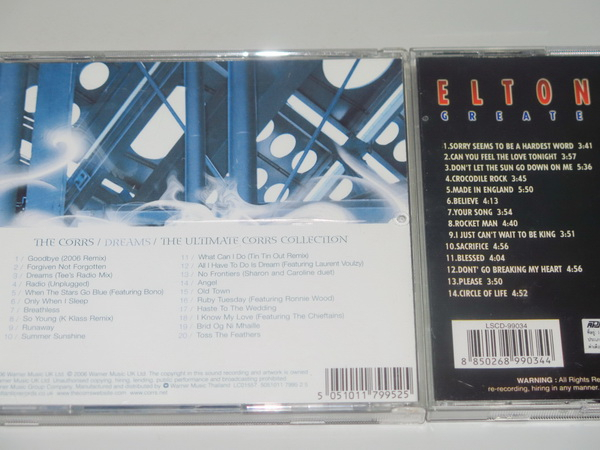 THE CORRS / DREAMS / THE ULTIMATE CORRS COLLECTION
1 / Goodbye (2006 Remix)
2 / Forgiven Not Forgotten
3 / Dreams (Tee's Radio Mix)
4 / Radio (Unplugged)
5 / When The Stars Go Blue (Featuring Bono)
6 / Only When I Sleep
7 / Breathless
8 / So Young (K Klass Remix)
9 / Runaway
10 / Summer Sunshine
11 / What Can I Do (Tin Tin Out Remix)
12 / All I Have To Do Is Dream (Featuring Laurent Voulzy)
13 / No Frontiers (Sharon and Caroline duet)
14 / Angel
15 / Old Town
16 / Ruby Tuesday (Featuring Ronnie Wood)
17 / Haste To The Wedding
18 / I Know My Love (Featuring The Chieftains)
19 / Brid Og Ni Mhaille
20 / Toss The Feathers
5 051011 799525
ELTON
GREATE
1.SORRY SEEMS TO BE A HARDEST WORD 3:41
2.CAN YOU FEEL THE LOVE TONIGHT 3:57
3.DON'T LET THE SUN GO DOWN ON ME 5:36
4.CROCODILE ROCK 3:45
5.MADE IN ENGLAND 5:50
6.BELIEVE 4:13
7.YOUR SONG 3:54
8.ROCKET MAN 4:40
9.I JUST CAN'T WAIT TO BE KING 3:51
10.SACRIFICE 4:56
11.BLESSED 4:04
12.DONT' GO BREAKING MY HEART 4:56
13.PLEASE 3:50
14.CIRCLE OF LIFE 4:52
LSCD-99034
8 850268 990344
WARNING : All Rights Re
re-recording, hiring in any manner.